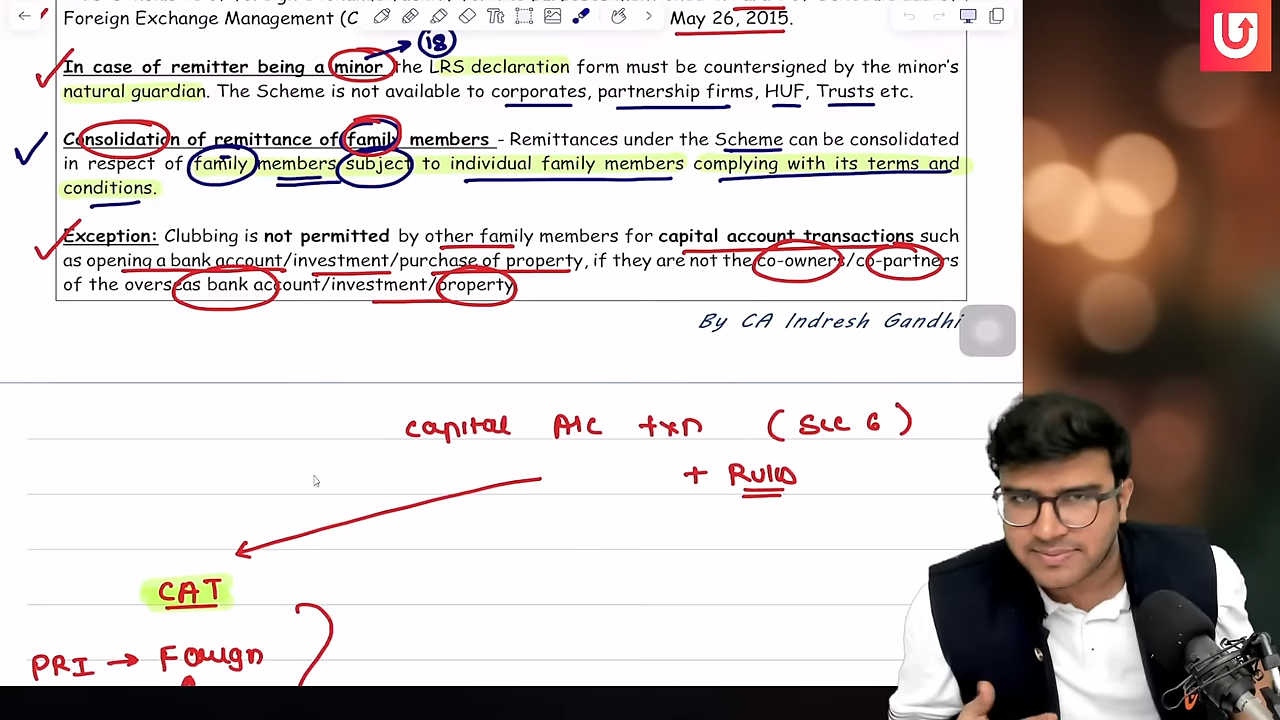 Foreign Exchange Management (C
May 26, 2015.
18
In case of remitter being a minor the LRS declaration form must be countersigned by the minor's
natural guardian. The Scheme is not available to corporates, partnership firms, HUF, Trusts etc.
Consolidation of remittance of family members - Remittances under the Scheme can be consolidated
in respect of family members subject to individual family members complying with its terms and
conditions.
Exception: Clubbing is not permitted by other family members for capital account transactions such
as opening a bank account/investment/purchase of property, if they are not the co-owners/co-partners
of the overseas bank account/investment/property
By CA Indresh Gandhi
capital A/C txn (Sec 6)
+ Rules
CAT
PRI → Foreign